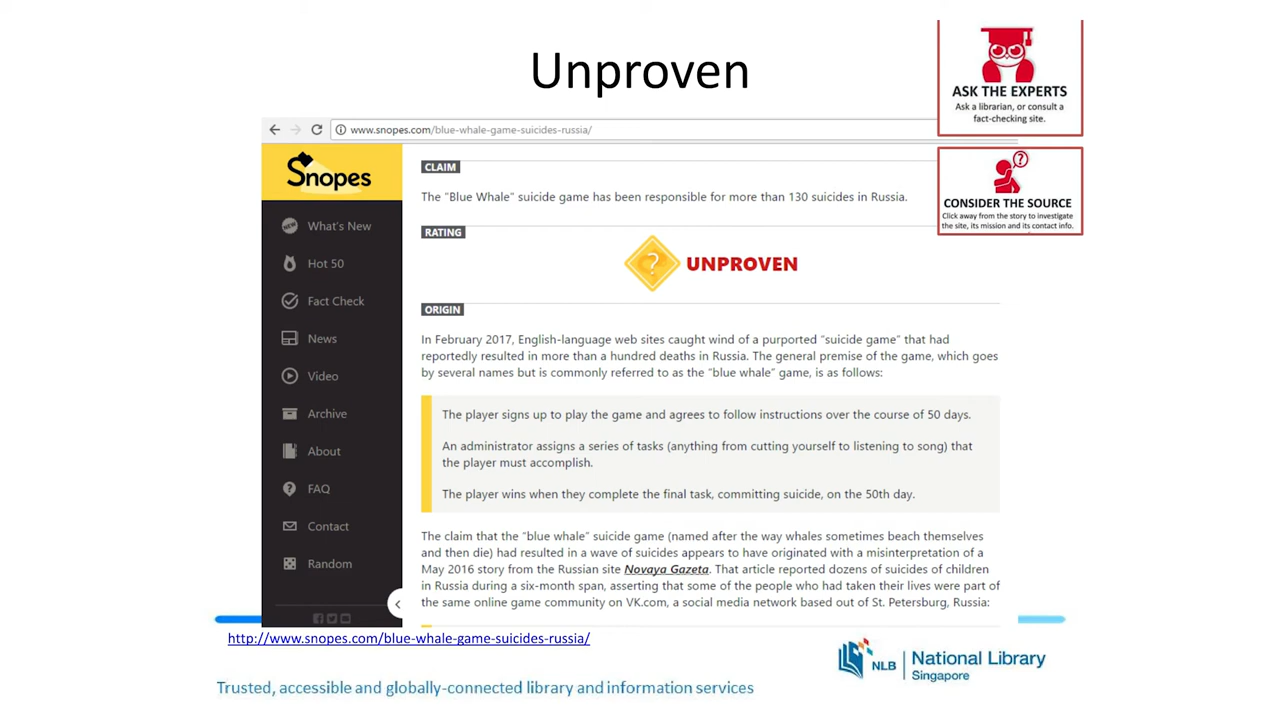 Unproven
ASK THE EXPERTS
Ask a librarian, or consult a
fact-checking site.
CONSIDER THE SOURCE
Click away from the story to investigate
the site, its mission and its contact info.
www.snopes.com/blue-whale-game-suicides-russia/
Snopes
What's New
Hot 50
Fact Check
News
Video
Archive
About
FAQ
Contact
Random
CLAIM
The "Blue Whale" suicide game has been responsible for more than 130 suicides in Russia.
RATING
UNPROVEN
ORIGIN
In February 2017, English-language web sites caught wind of a purported "suicide game" that had
reportedly resulted in more than a hundred deaths in Russia. The general premise of the game, which goes
by several names but is commonly referred to as the "blue whale" game, is as follows:
The player signs up to play the game and agrees to follow instructions over the course of 50 days.
An administrator assigns a series of tasks (anything from cutting yourself to listening to song) that
the player must accomplish.
The player wins when they complete the final task, committing suicide, on the 50th day.
The claim that the "blue whale" suicide game (named after the way whales sometimes beach themselves
and then die) had resulted in a wave of suicides appears to have originated with a misinterpretation of a
May 2016 story from the Russian site Novaya Gazeta. That article reported dozens of suicides of children
in Russia during a six-month span, asserting that some of the people who had taken their lives were part of
the same online game community on VK.com, a social media network based out of St. Petersburg, Russia:
http://www.snopes.com/blue-whale-game-suicides-russia/
NLB
National Library
Singapore
Trusted, accessible and globally-connected library and information services